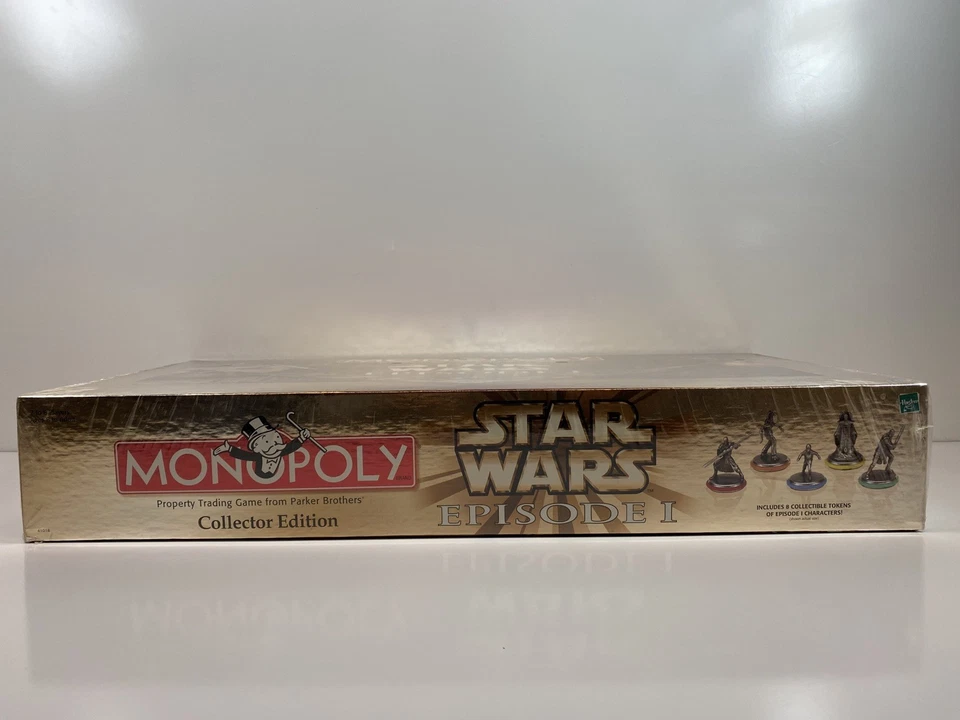 MONOPOLY
Property Trading Game from Parker Brothers®
Collector Edition
STAR
WARS
EPISODE I
Hasbro
INCLUDES 8 COLLECTIBLE TOKENS
OF EPISODE I CHARACTERS!